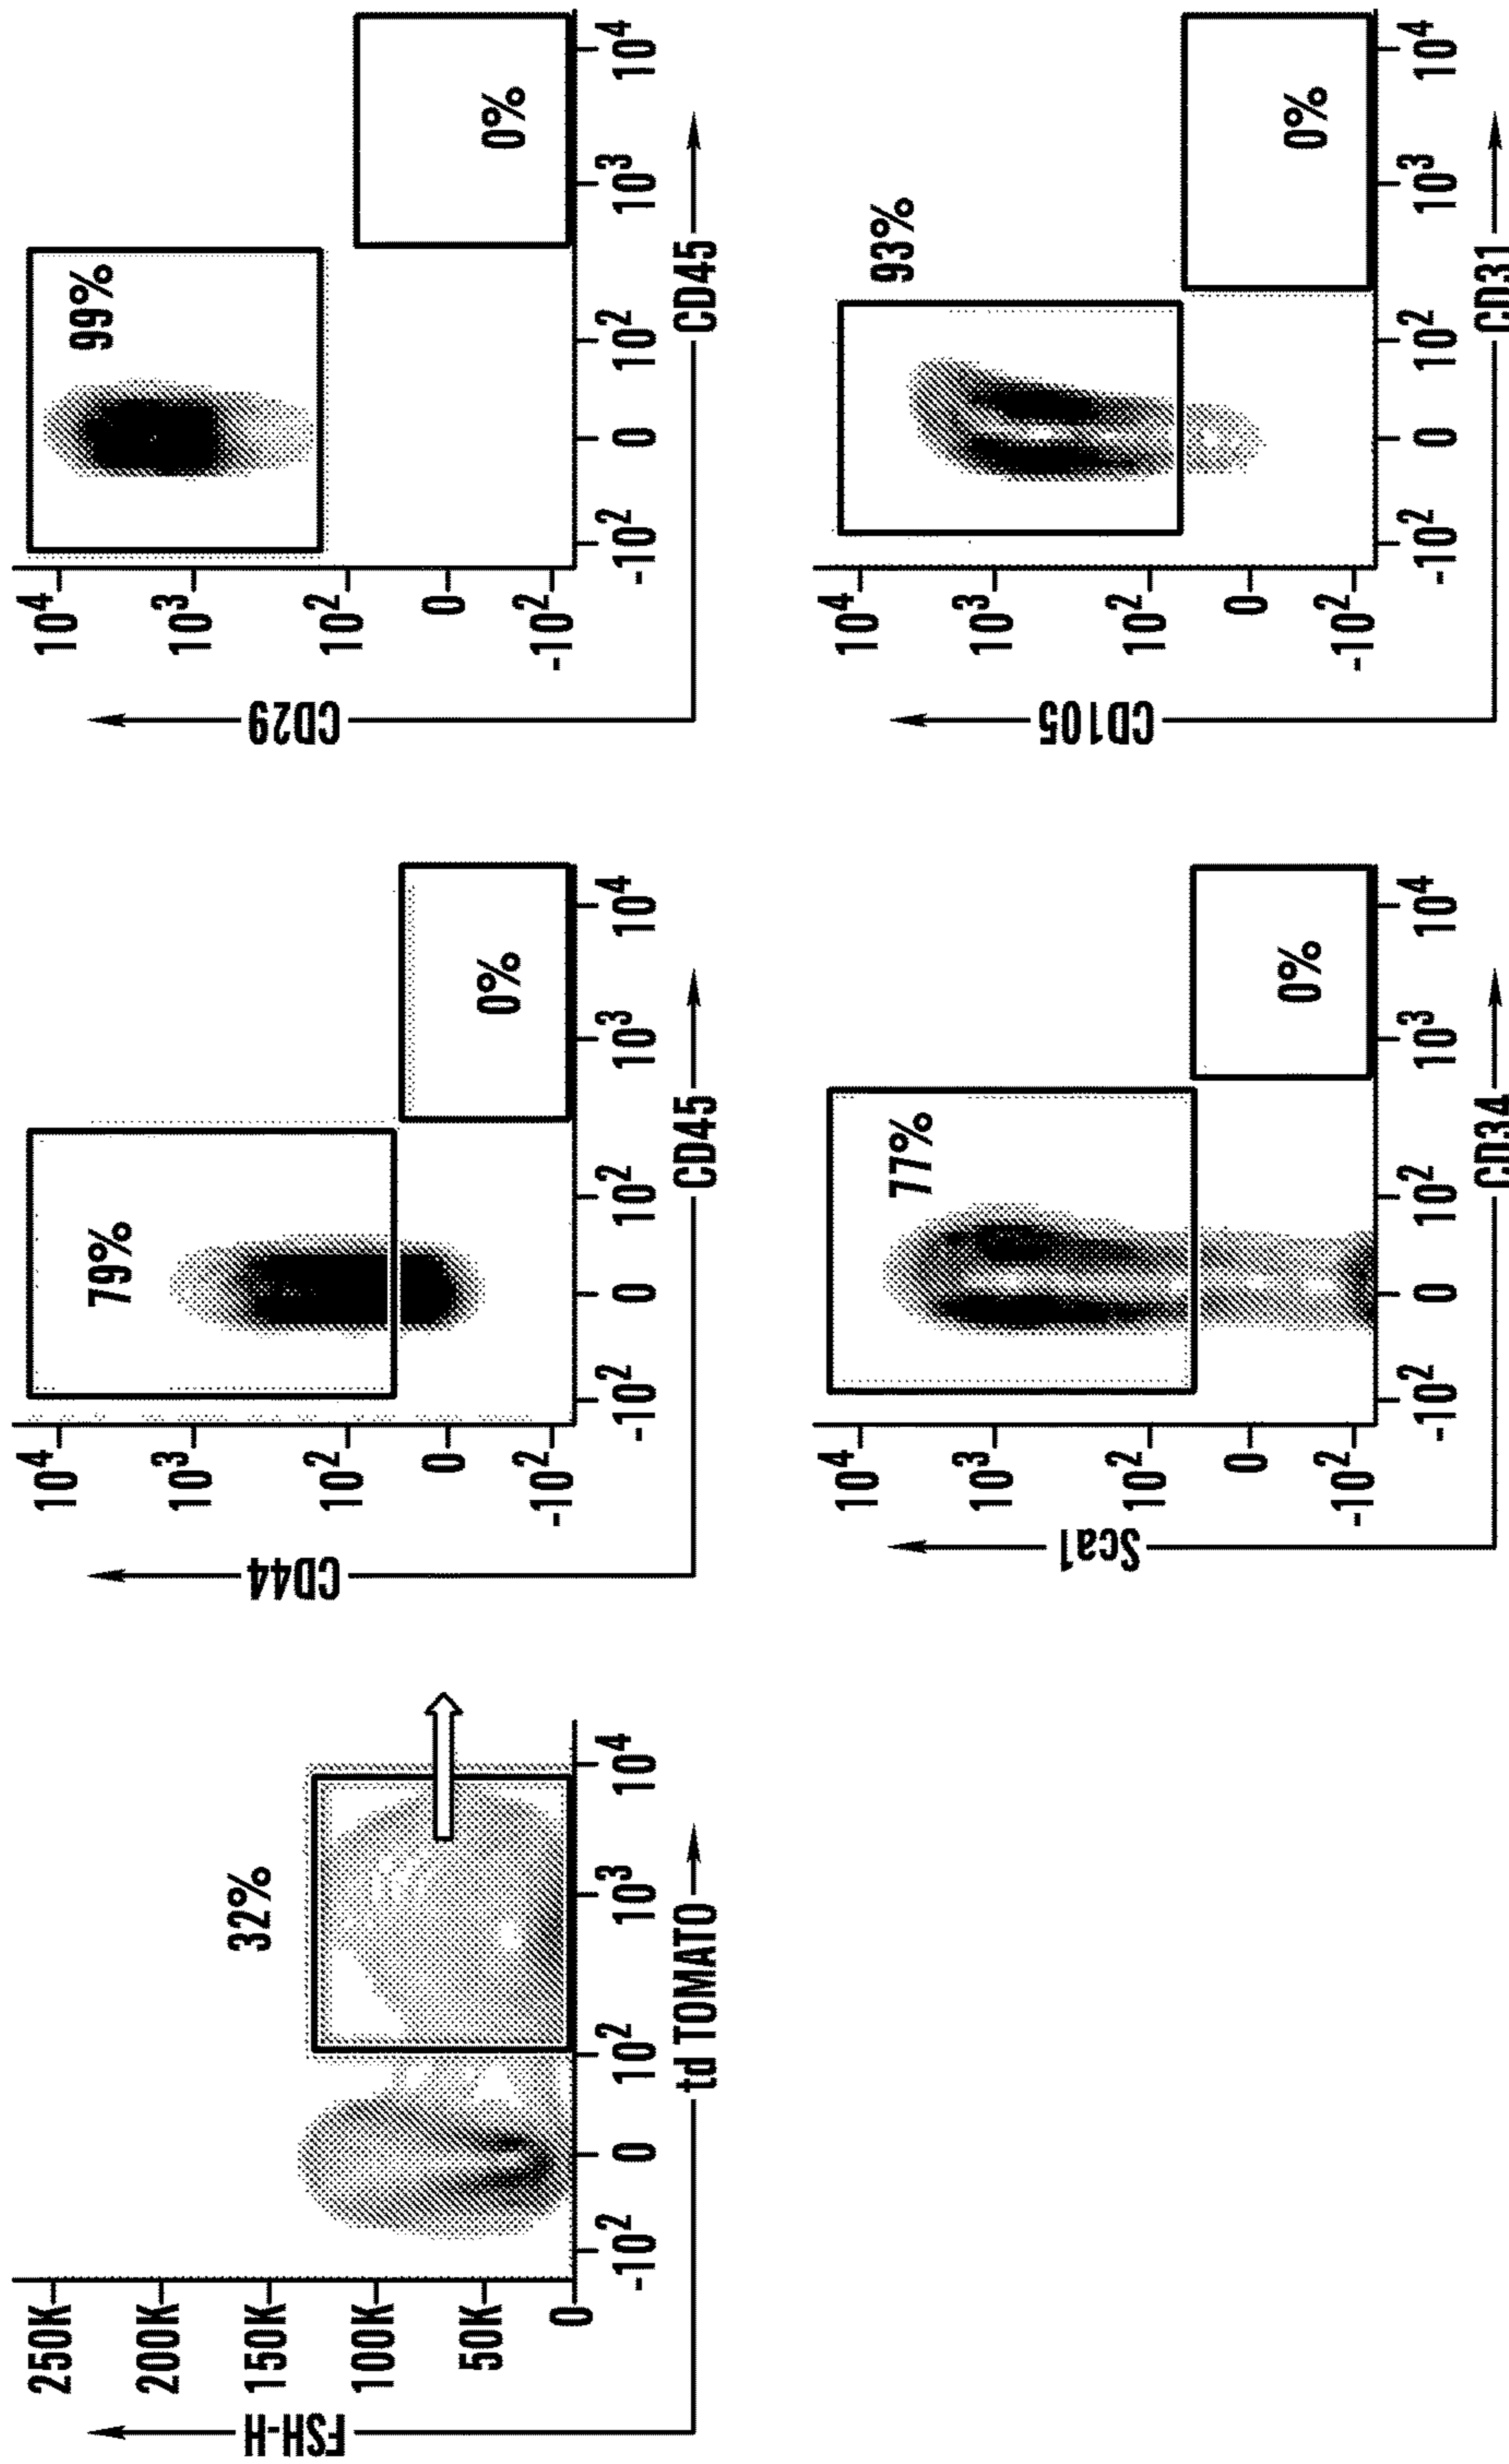 FSH-H
250K
200K
150K
100K
50K
0
32%
-10² 0 10² 10³ 10⁴
td TOMATO
CD44
10⁴
10³
10²
0
-10²
79%
0%
-10² 0 10² 10³ 10⁴
CD45
CD29
10⁴
10³
10²
0
-10²
99%
0%
-10² 0 10² 10³ 10⁴
CD45
Sca1
10⁴
10³
10²
0
-10²
77%
0%
-10² 0 10² 10³ 10⁴
CD34
CD105
10⁴
10³
10²
0
-10²
93%
0%
-10² 0 10² 10³ 10⁴
CD31